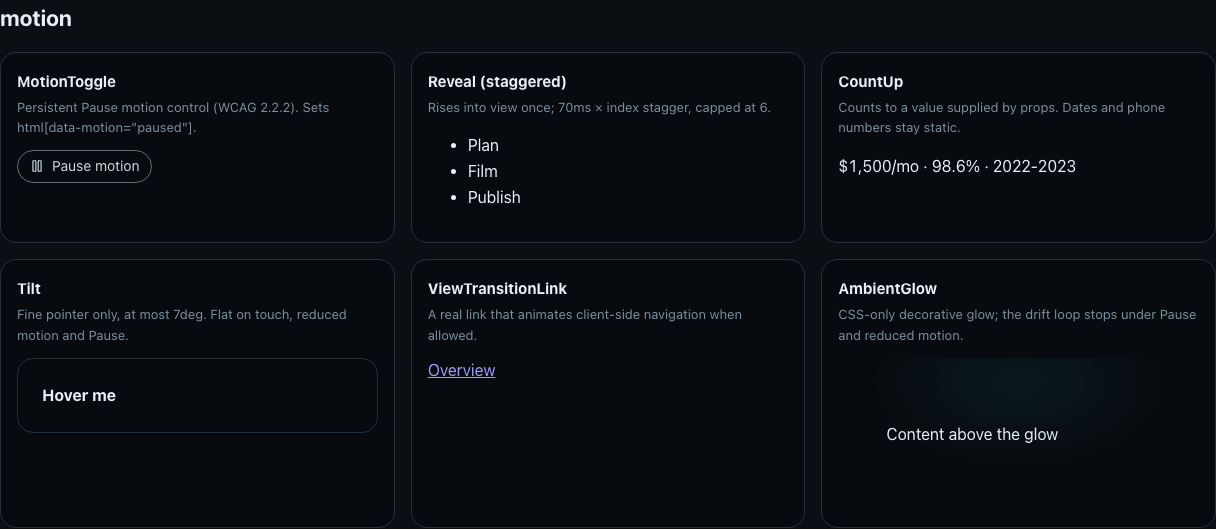 motion
MotionToggle
Persistent Pause motion control (WCAG 2.2.2). Sets
html[data-motion="paused"].
Pause motion
Reveal (staggered)
Rises into view once; 70ms × index stagger, capped at 6.
• Plan
• Film
• Publish
CountUp
Counts to a value supplied by props. Dates and phone
numbers stay static.
$1,500/mo · 98.6% · 2022-2023
Tilt
Fine pointer only, at most 7deg. Flat on touch, reduced
motion and Pause.
Hover me
ViewTransitionLink
A real link that animates client-side navigation when
allowed.
Overview
AmbientGlow
CSS-only decorative glow; the drift loop stops under Pause
and reduced motion.
Content above the glow